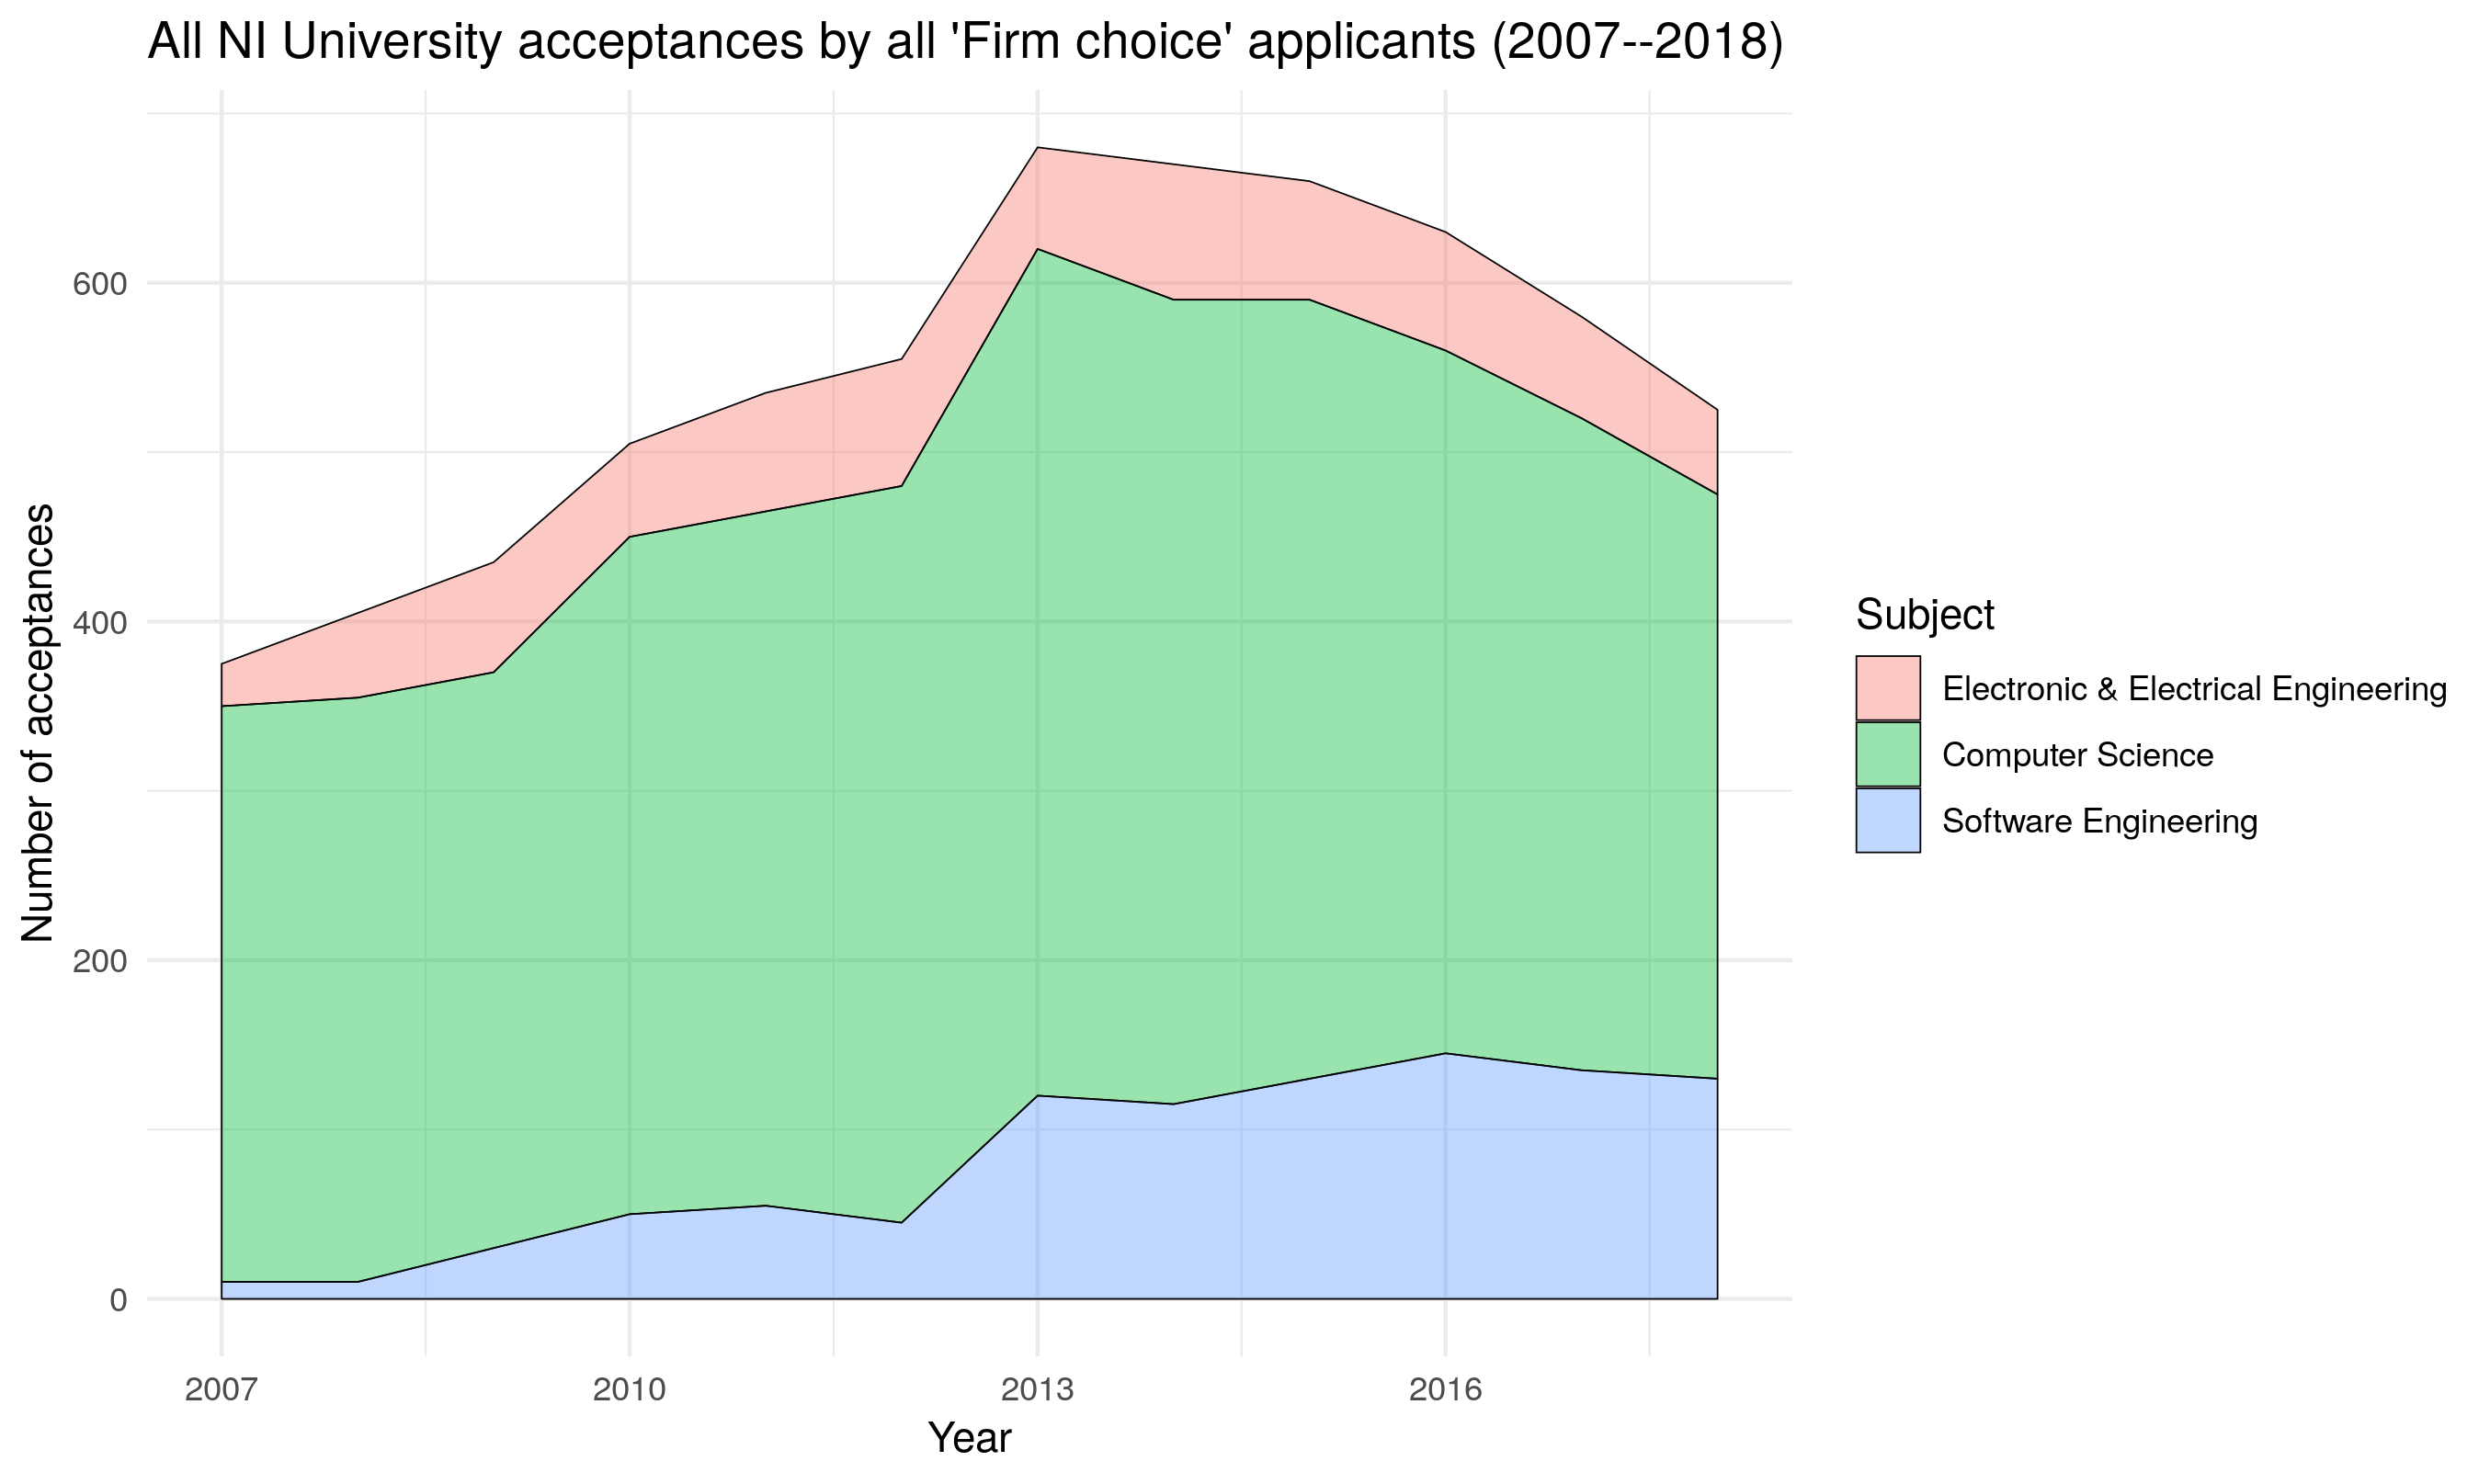 All NI University acceptances by all 'Firm choice' applicants (2007--2018)
Number of acceptances
600
400
200
0
2007 2010 2013 2016
Year
Subject
Electronic & Electrical Engineering
Computer Science
Software Engineering